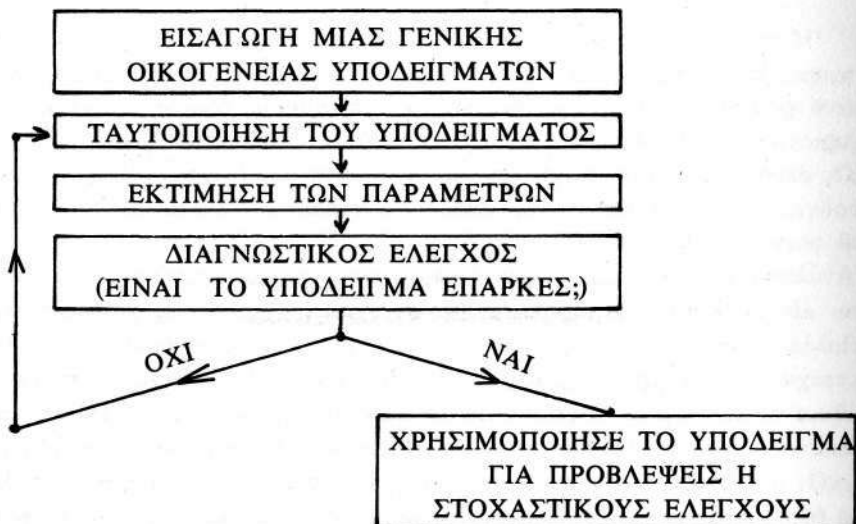 ΕΙΣΑΓΩΓΗ ΜΙΑΣ ΓΕΝΙΚΗΣ
ΟΙΚΟΓΕΝΕΙΑΣ ΥΠΟΔΕΙΓΜΑΤΩΝ
ΤΑΥΤΟΠΟΙΗΣΗ ΤΟΥ ΥΠΟΔΕΙΓΜΑΤΟΣ
ΕΚΤΙΜΗΣΗ ΤΩΝ ΠΑΡΑΜΕΤΡΩΝ
ΔΙΑΓΝΩΣΤΙΚΟΣ ΕΛΕΓΧΟΣ
(ΕΙΝΑΙ ΤΟ ΥΠΟΔΕΙΓΜΑ ΕΠΑΡΚΕΣ;)
ΟΧΙ
ΝΑΙ
ΧΡΗΣΙΜΟΠΟΙΗΣΕ ΤΟ ΥΠΟΔΕΙΓΜΑ
ΓΙΑ ΠΡΟΒΛΕΨΕΙΣ Η
ΣΤΟΧΑΣΤΙΚΟΥΣ ΕΛΕΓΧΟΥΣ